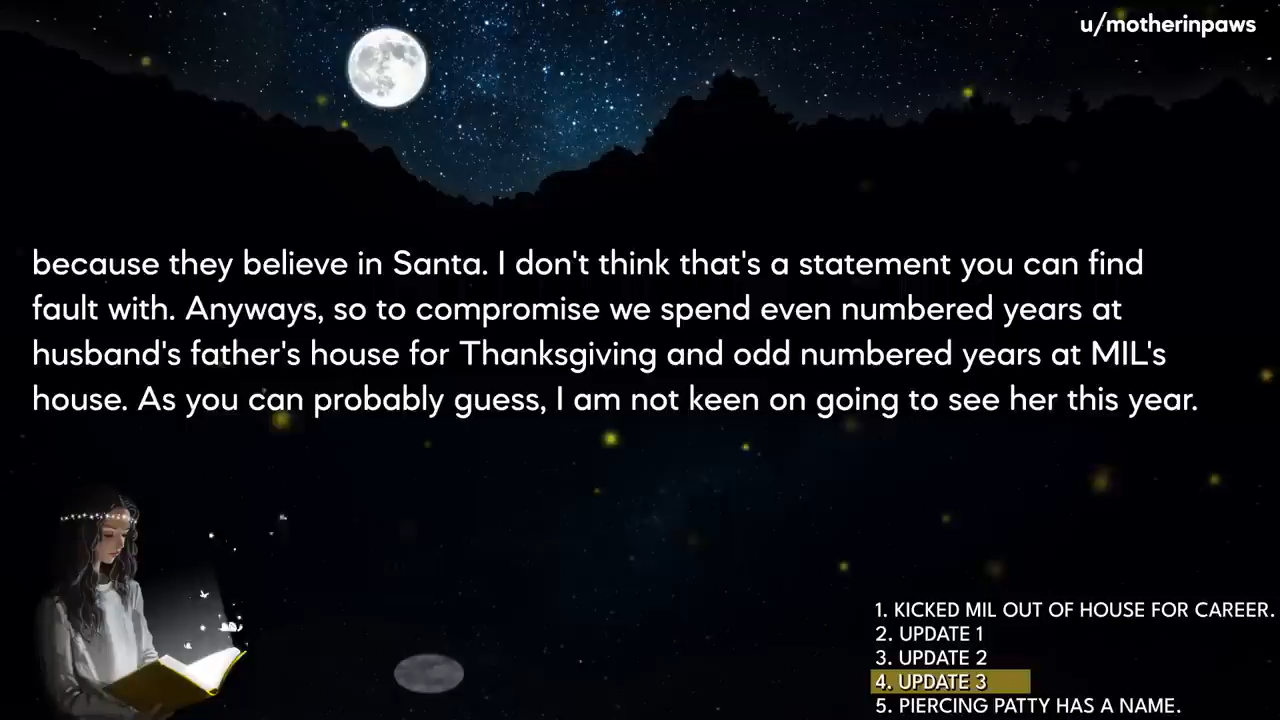 u/motherinpaws
because they believe in Santa. I don't think that's a statement you can find
fault with. Anyways, so to compromise we spend even numbered years at
husband's father's house for Thanksgiving and odd numbered years at MIL's
house. As you can probably guess, I am not keen on going to see her this year.
1. KICKED MIL OUT OF HOUSE FOR CAREER.
2. UPDATE 1
3. UPDATE 2
4. UPDATE 3
5. PIERCING PATTY HAS A NAME.